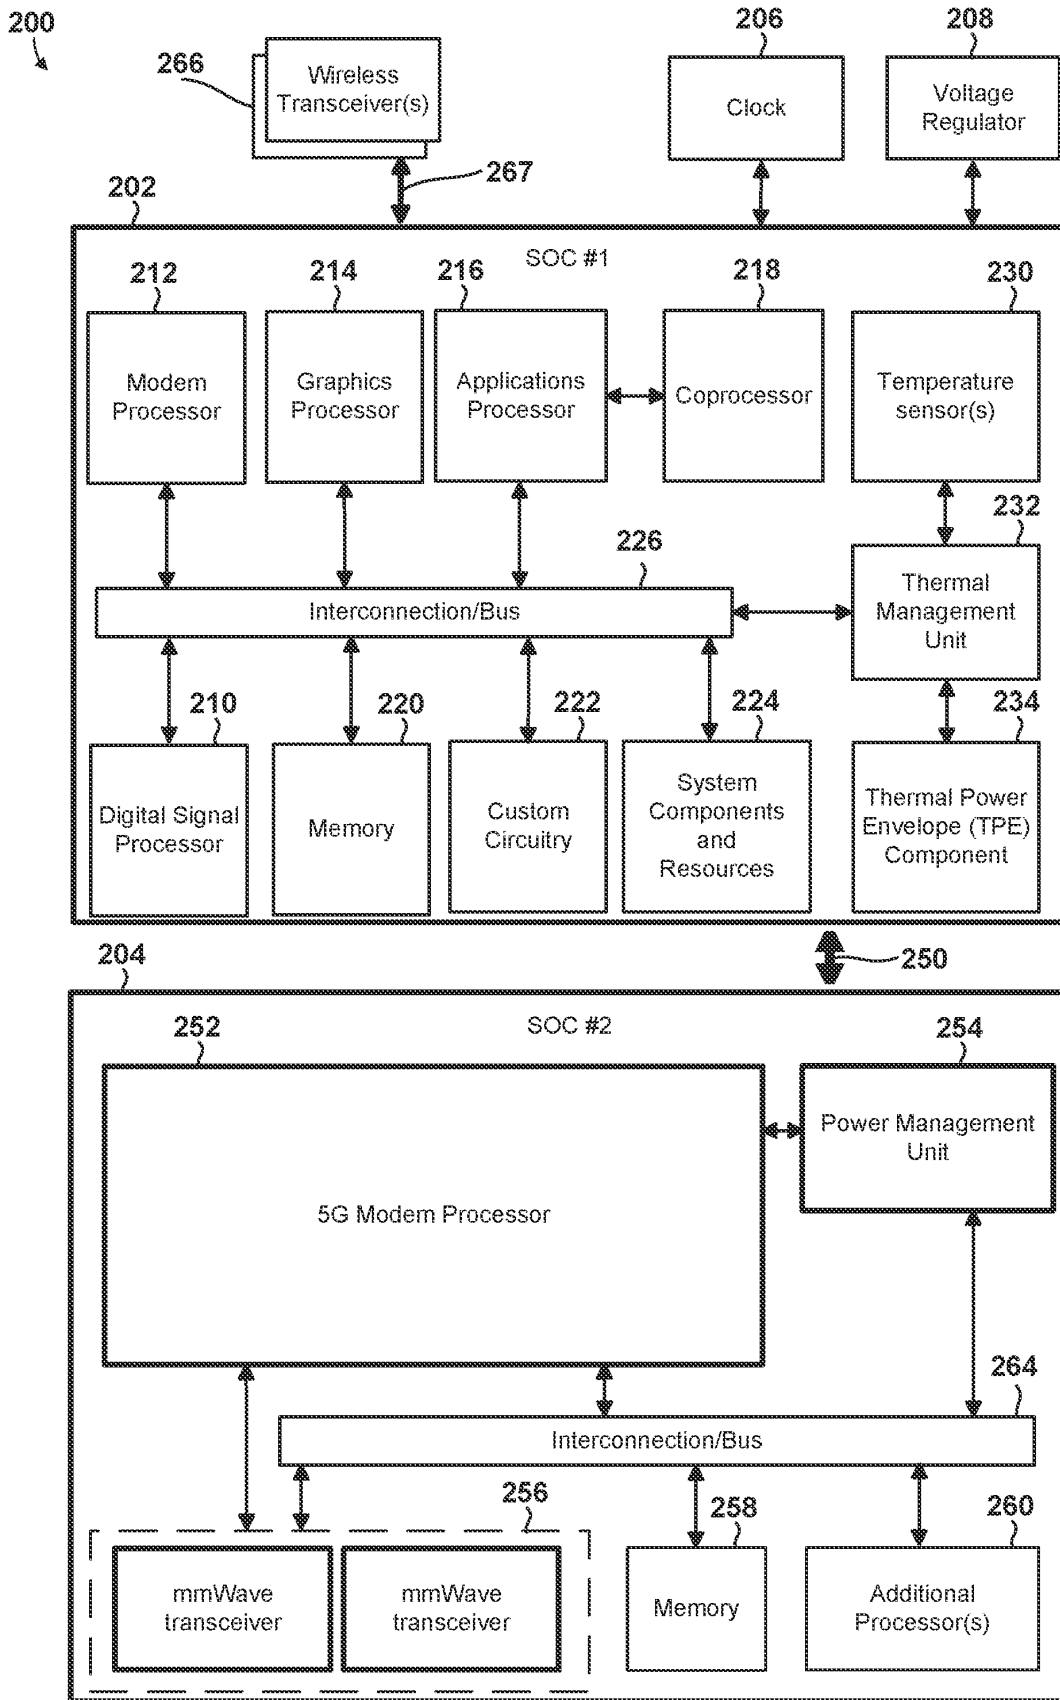 200
206
208
266
Wireless
Transceiver(s)
Clock
Voltage
Regulator
267
202
SOC #1
212
214
216
218
230
Modem
Processor
Graphics
Processor
Applications
Processor
Coprocessor
Temperature
sensor(s)
232
226
Interconnection/Bus
Thermal
Management
Unit
210
220
222
224
234
Digital Signal
Processor
Memory
Custom
Circuitry
System
Components
and
Resources
Thermal Power
Envelope (TPE)
Component
204
250
252
SOC #2
254
5G Modem Processor
Power Management
Unit
264
Interconnection/Bus
256
258
260
mmWave
transceiver
mmWave
transceiver
Memory
Additional
Processor(s)